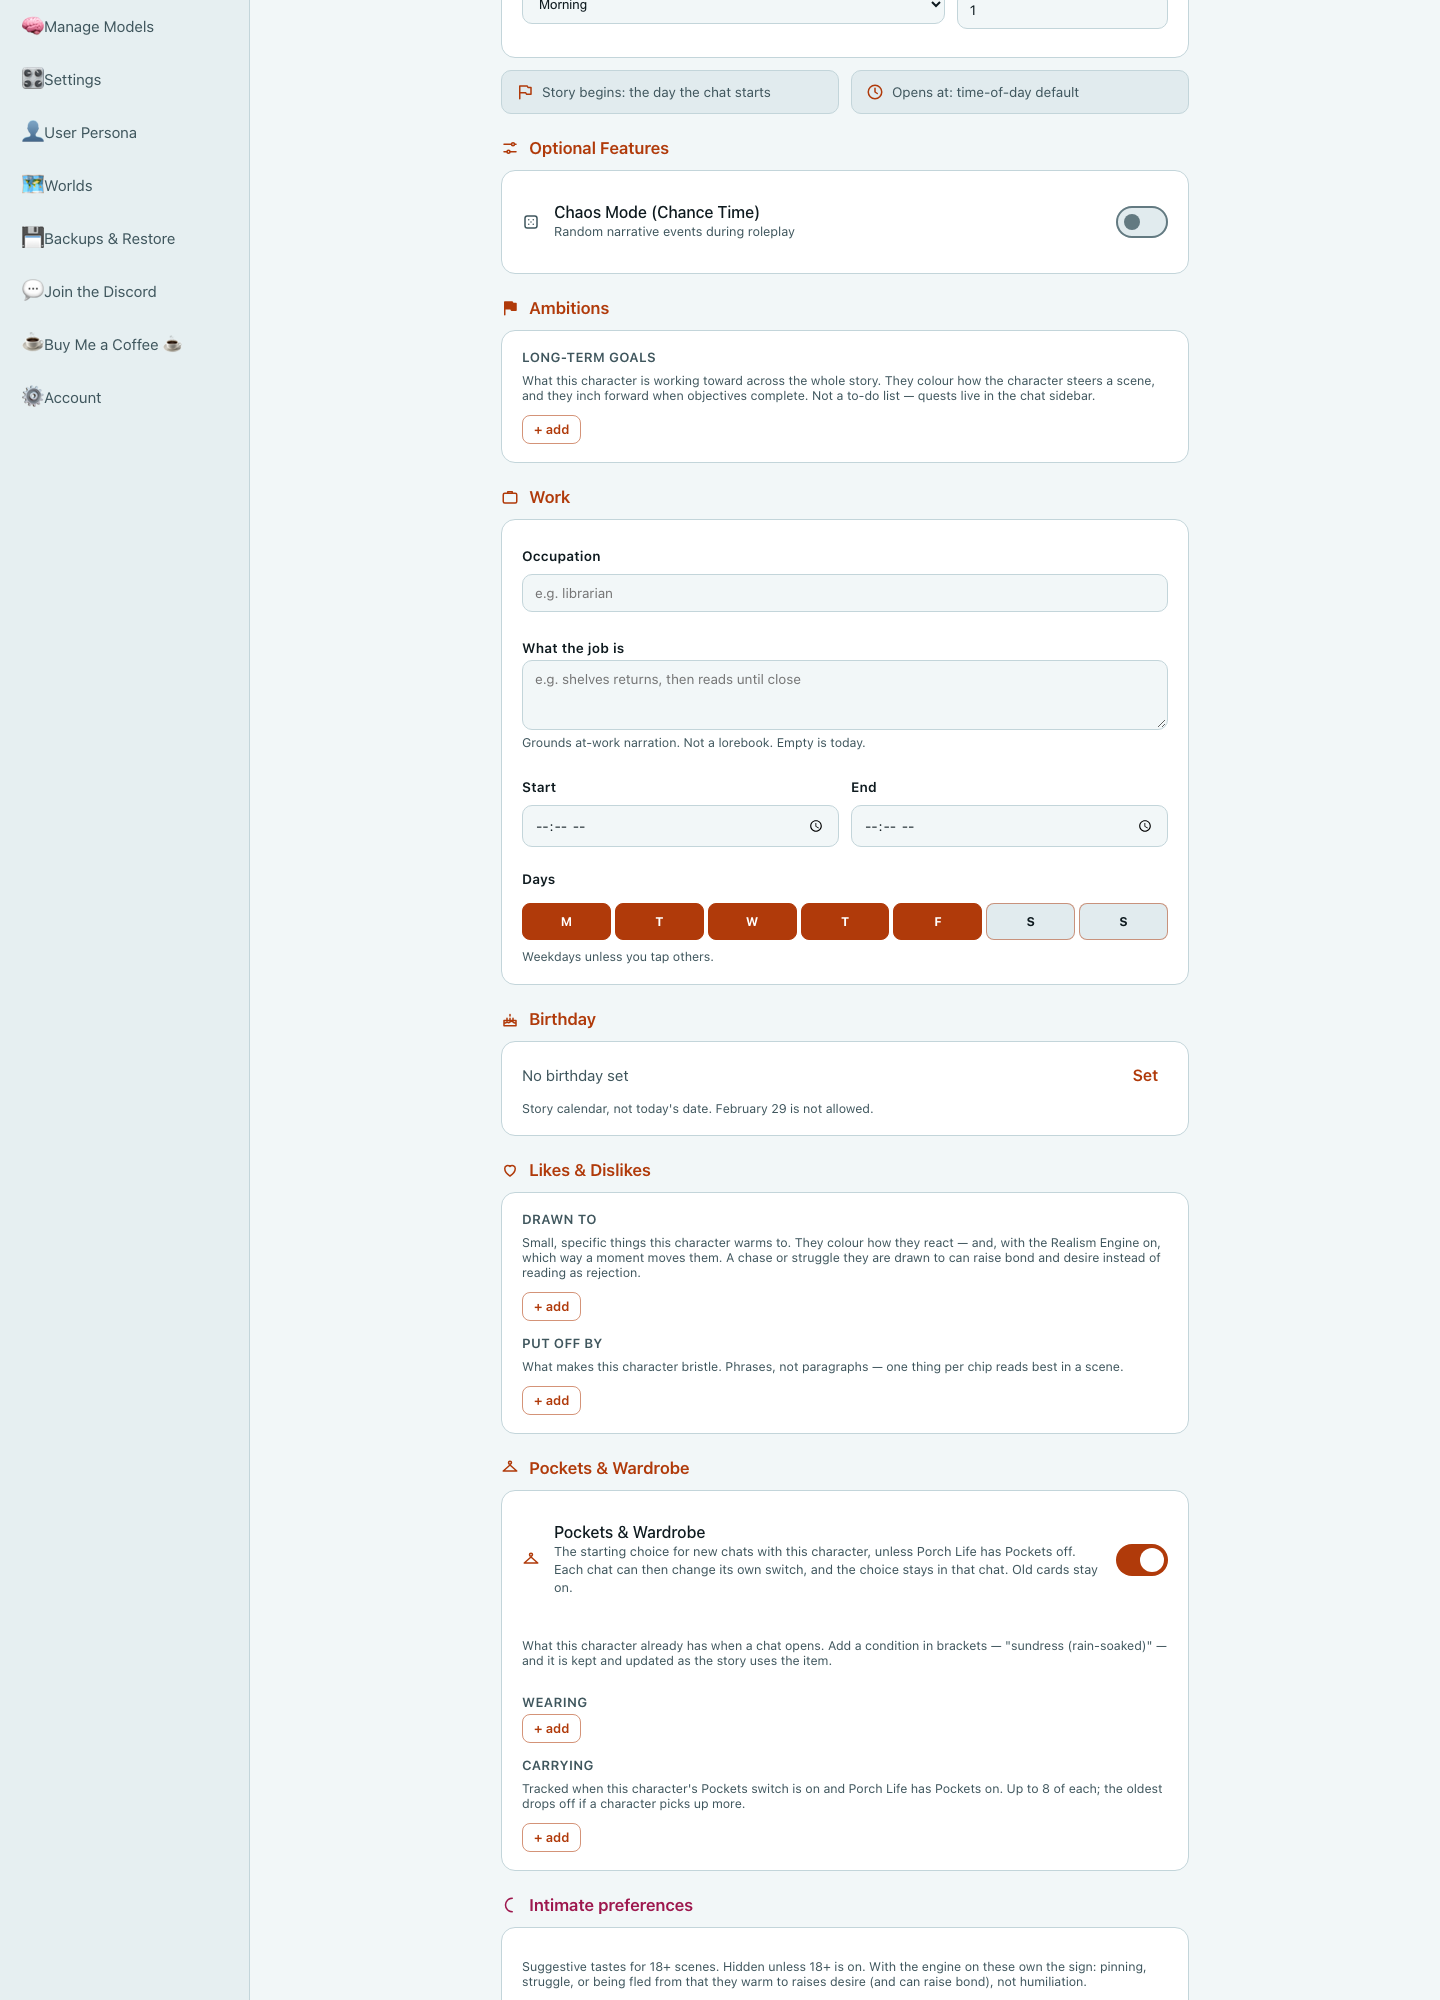 Manage Models
Settings
User Persona
Worlds
Backups & Restore
Join the Discord
Buy Me a Coffee ☕
Account
Morning
1
Story begins: the day the chat starts
Opens at: time-of-day default
Optional Features
Chaos Mode (Chance Time)
Random narrative events during roleplay
Ambitions
LONG-TERM GOALS
What this character is working toward across the whole story. They colour how the character steers a scene,
and they inch forward when objectives complete. Not a to-do list — quests live in the chat sidebar.
+ add
Work
Occupation
e.g. librarian
What the job is
e.g. shelves returns, then reads until close
Grounds at-work narration. Not a lorebook. Empty is today.
Start
End
--:-- --
--:-- --
Days
M T W T F S S
Weekdays unless you tap others.
Birthday
No birthday set
Set
Story calendar, not today's date. February 29 is not allowed.
Likes & Dislikes
DRAWN TO
Small, specific things this character warms to. They colour how they react — and, with the Realism Engine on,
which way a moment moves them. A chase or struggle they are drawn to can raise bond and desire instead of
reading as rejection.
+ add
PUT OFF BY
What makes this character bristle. Phrases, not paragraphs — one thing per chip reads best in a scene.
+ add
Pockets & Wardrobe
Pockets & Wardrobe
The starting choice for new chats with this character, unless Porch Life has Pockets off.
Each chat can then change its own switch, and the choice stays in that chat. Old cards stay
on.
What this character already has when a chat opens. Add a condition in brackets — "sundress (rain-soaked)" —
and it is kept and updated as the story uses the item.
WEARING
+ add
CARRYING
Tracked when this character's Pockets switch is on and Porch Life has Pockets on. Up to 8 of each; the oldest
drops off if a character picks up more.
+ add
Intimate preferences
Suggestive tastes for 18+ scenes. Hidden unless 18+ is on. With the engine on these own the sign: pinning,
struggle, or being fled from that they warm to raises desire (and can raise bond), not humiliation.